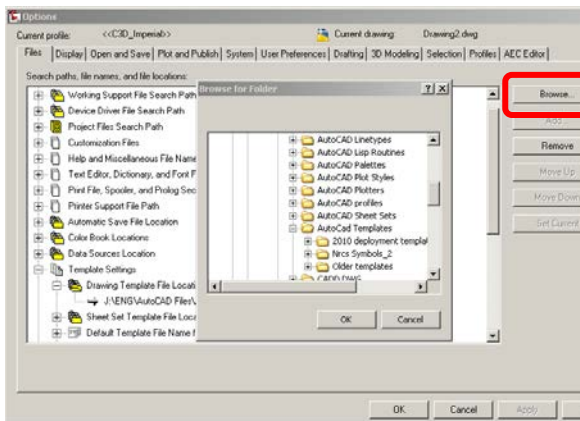 Options
Current profile: <<C3D_Imperial>> Current drawing: Drawing2.dwg
Files Display Open and Save Plot and Publish System User Preferences Drafting 3D Modeling Selection Profiles AEC Editor
Search paths, file names, and file locations:
Working Support File Search Path
Device Driver File Search Path
Project Files Search Path
Customization Files
Help and Miscellaneous File Name
Text Editor, Dictionary, and Font F
Print File, Spooler, and Prolog Sec
Printer Support File Path
Automatic Save File Location
Color Book Locations
Data Sources Location
Template Settings
Drawing Template File Locati
J:\ENG\AutoCAD Files\
Sheet Set Template File Loca
Default Template File Name f
Browse for Folder
AutoCAD Linetypes
AutoCAD Lisp Routines
AutoCAD Palettes
AutoCAD Plot Styles
AutoCAD Plotters
AutoCAD profiles
AutoCAD Sheet Sets
AutoCad Templates
2010 deployment templa
Nrcs Symbols_2
Older templates
CADD DWG
OK Cancel
Browse...
Add...
Remove
Move Up
Move Down
Set Current
OK Cancel Apply